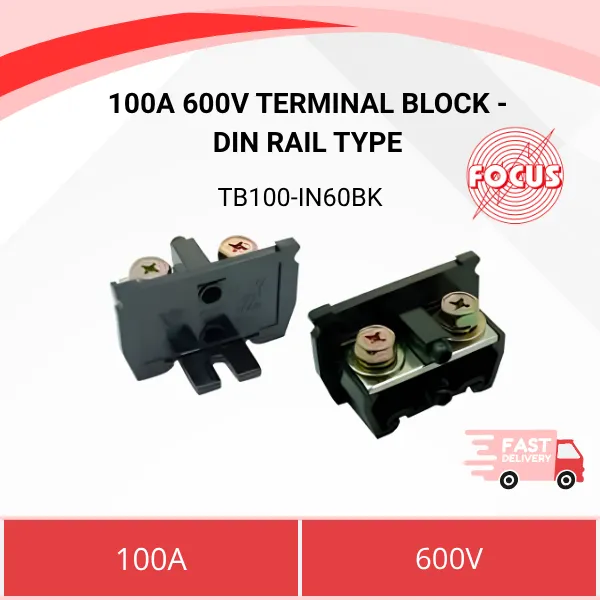 100A 600V TERMINAL BLOCK -
DIN RAIL TYPE
TB100-IN60BK
FOCUS
FAST
DELIVERY
100A
600V